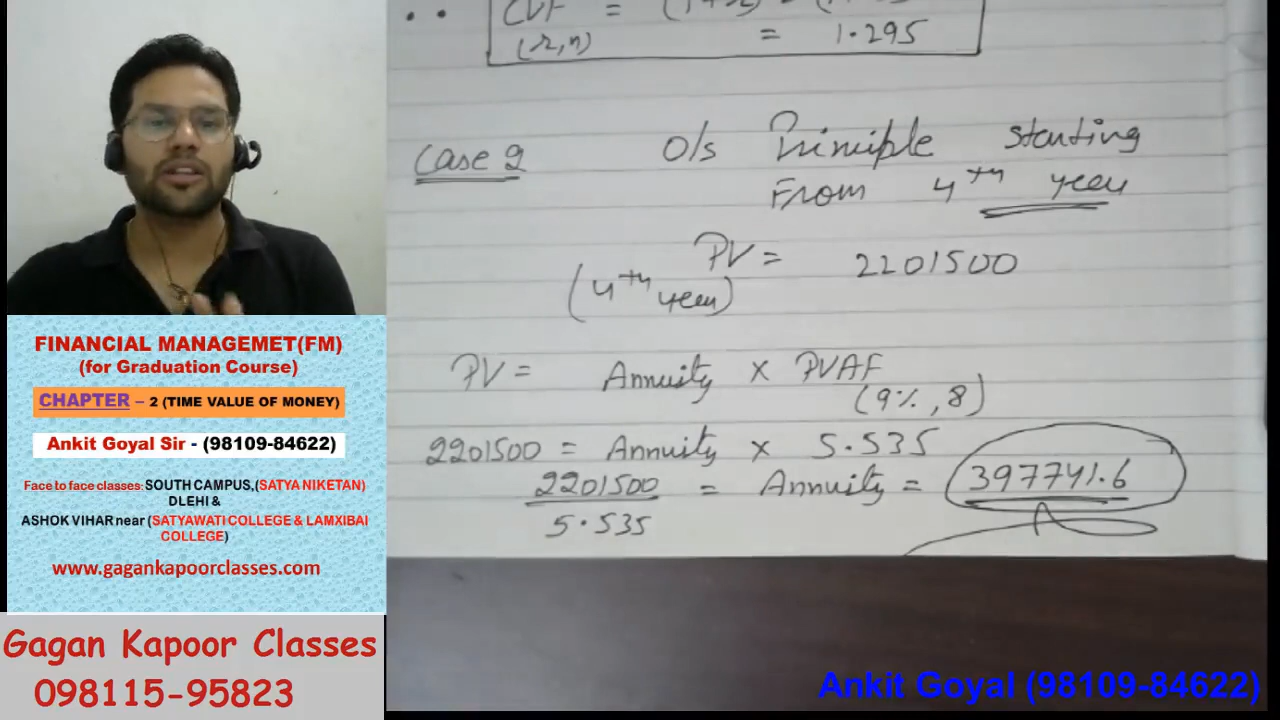 CVF = (1+r)
(r,n) = 1.295
Case 2 O/s Principle starting
From 4th year
PV = 2201500
(4th year)
PV = Annuity × PVAF
(9%, 8)
2201500 = Annuity × 5.535
2201500 = Annuity = 397741.6
5.535
FINANCIAL MANAGEMET(FM)
(for Graduation Course)
CHAPTER – 2 (TIME VALUE OF MONEY)
Ankit Goyal Sir - (98109-84622)
Face to face classes: SOUTH CAMPUS,(SATYA NIKETAN)
DLEHI &
ASHOK VIHAR near (SATYAWATI COLLEGE & LAMXIBAI
COLLEGE)
www.gagankapoorclasses.com
Gagan Kapoor Classes
098115-95823
Ankit Goyal (98109-84622)